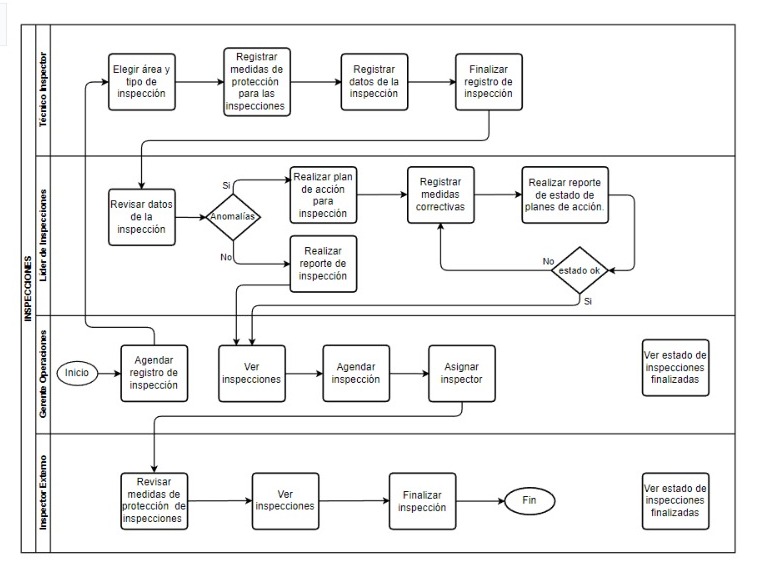 INSPECCIONES
Técnico Inspector
Elegir área y
tipo de
inspección
Registrar
medidas de
protección
para las
inspecciones
Registrar
datos de la
inspección
Finalizar
registro de
inspección
Lider de Inspecciones
Revisar datos
de la
inspección
Anomalías
Si
No
Realizar plan
de acción
para
inspección
Realizar
reporte de
inspección
Registrar
medidas
correctivas
Realizar reporte
de estado de
planes de acción.
estado ok
No
Si
Gerente Operaciones
Inicio
Agendar
registro de
inspección
Ver
inspecciones
Agendar
inspección
Asignar
inspector
Ver estado de
inspecciones
finalizadas
Inspector Externo
Revisar
medidas de
protección de
inspecciones
Ver
inspecciones
Finalizar
inspección
Fin
Ver estado de
inspecciones
finalizadas